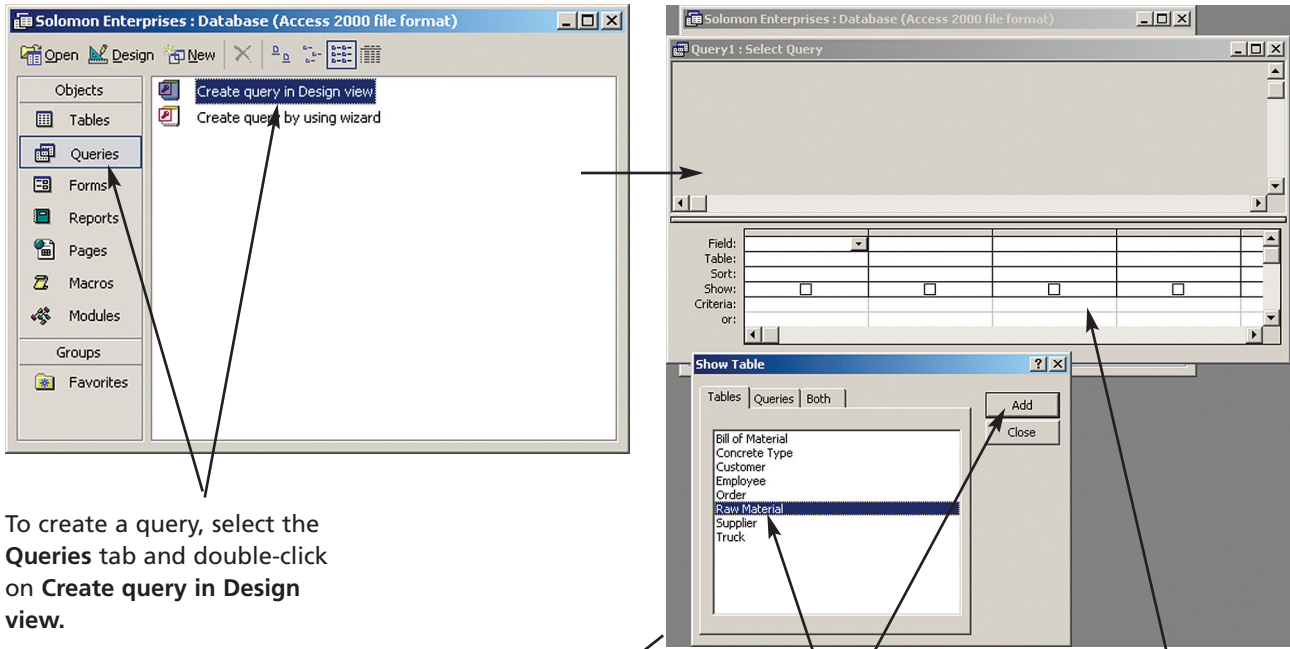 Solomon Enterprises : Database (Access 2000 file format)
Open Design New
Objects
Tables
Queries
Forms
Reports
Pages
Macros
Modules
Groups
Favorites
Create query in Design view
Create query by using wizard
To create a query, select the
Queries tab and double-click
on Create query in Design
view.
Solomon Enterprises : Database (Access 2000 file format)
Query1 : Select Query
Field:
Table:
Sort:
Show:
Criteria:
or:
Show Table
Tables Queries Both
Add
Close
Bill of Material
Concrete Type
Customer
Employee
Order
Raw Material
Supplier
Truck